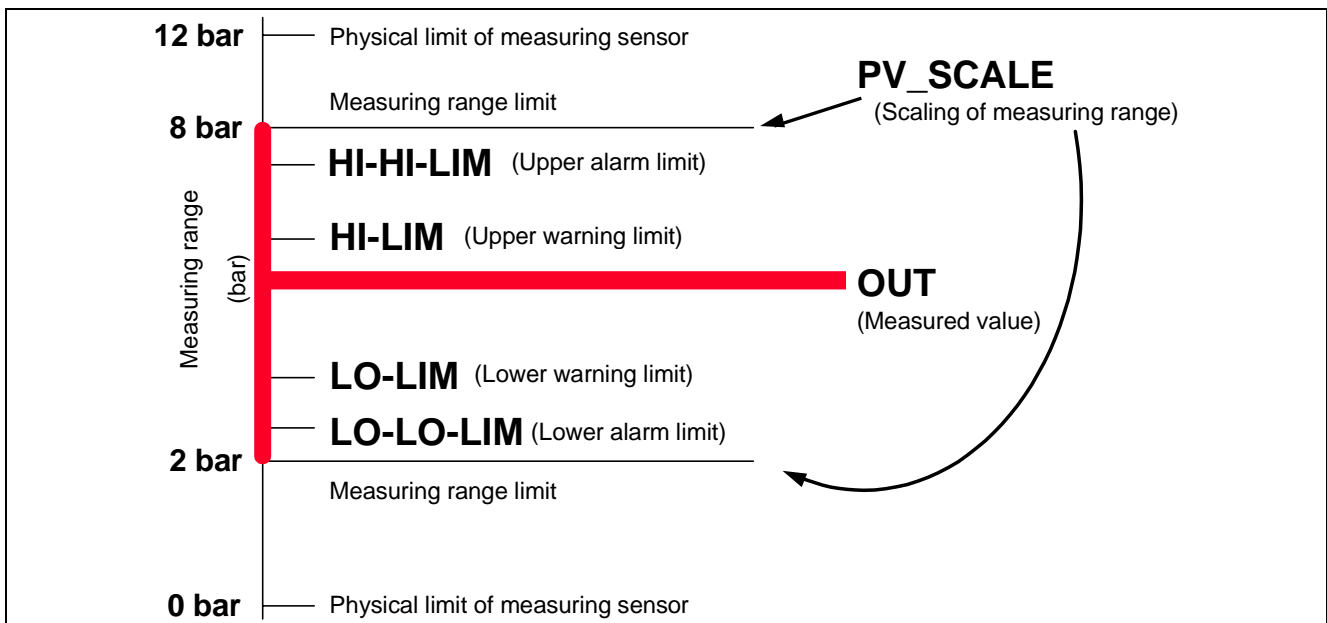 12 bar
Physical limit of measuring sensor
PV_SCALE
(Scaling of measuring range)
Measuring range limit
8 bar
HI-HI-LIM (Upper alarm limit)
HI-LIM (Upper warning limit)
Measuring range
(bar)
OUT
(Measured value)
LO-LIM (Lower warning limit)
LO-LO-LIM (Lower alarm limit)
2 bar
Measuring range limit
0 bar
Physical limit of measuring sensor